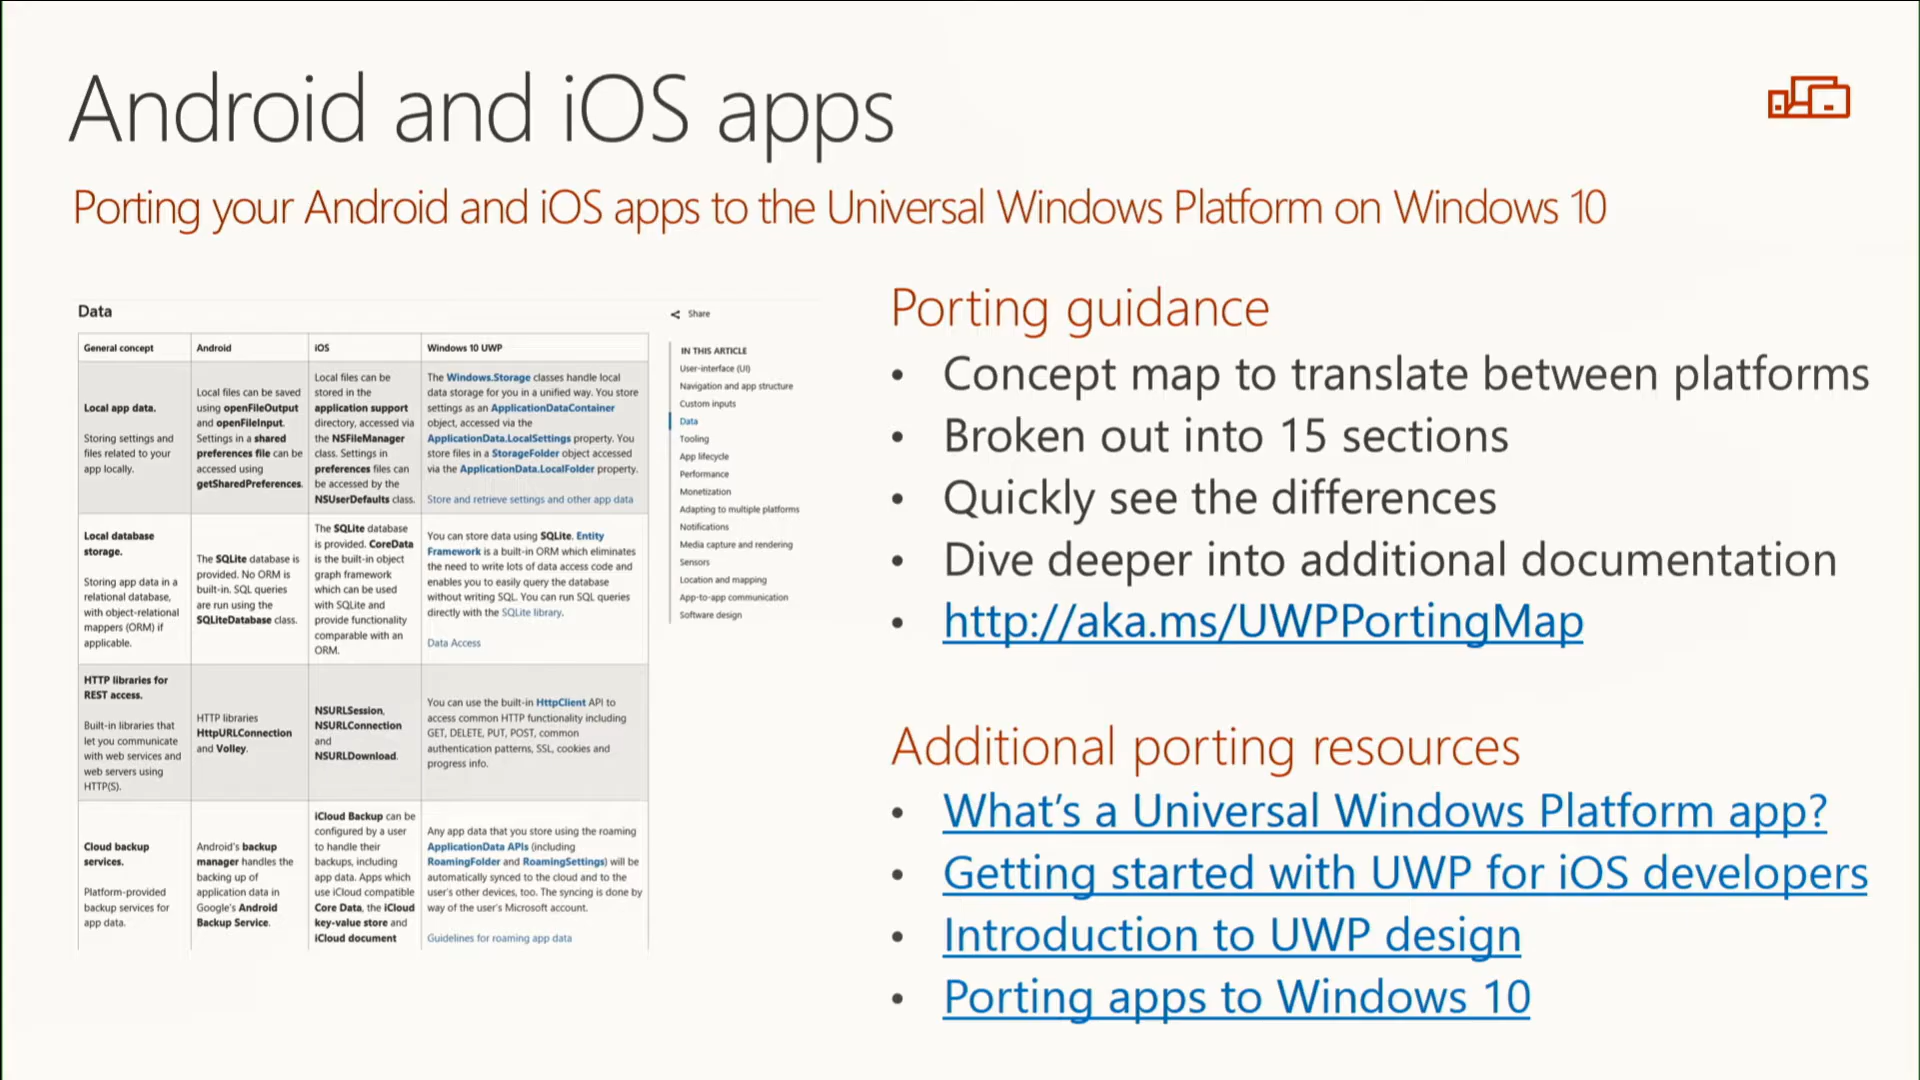 Android and iOS apps
Porting your Android and iOS apps to the Universal Windows Platform on Windows 10
Data
General concept
Android
iOS
Windows 10 UWP
Local app data.
Storing settings and
files related to your
app locally.
Local files can be saved
using openFileOutput
and openFileInput.
Settings in a shared
preferences file can be
accessed using
getSharedPreferences.
Local files can be
stored in the
application support
directory, accessed via
the NSFileManager
class. Settings in
preferences files can
be accessed by the
NSUserDefaults class.
The Windows.Storage classes handle local
data storage for you in a unified way. You store
settings as an ApplicationDataContainer
object, accessed via the
ApplicationData.LocalSettings property. You
store files in a StorageFolder object accessed
via the ApplicationData.LocalFolder property.
Store and retrieve settings and other app data
Local database
storage.
Storing app data in a
relational database,
with object-relational
mappers (ORM) if
applicable.
The SQLite database is
provided. No ORM is
built-in. SQL queries
are run using the
SQLiteDatabase class.
The SQLite database
is provided. CoreData
is the built-in object
graph framework
which can be used
with SQLite and
provide functionality
comparable with an
ORM.
You can store data using SQLite. Entity
Framework is a built-in ORM which eliminates
the need to write lots of data access code and
enables you to easily query the database
without writing SQL. You can run SQL queries
directly with the SQLite library.
Data Access
HTTP libraries for
REST access.
Built-in libraries that
let you communicate
with web services and
web servers using
HTTP(S).
HTTP libraries
HttpURLConnection
and Volley.
NSURLSession,
NSURLConnection
and
NSURLDownload.
You can use the built-in HttpClient API to
access common HTTP functionality including
GET, DELETE, PUT, POST, common
authentication patterns, SSL, cookies and
progress info.
Cloud backup
services.
Platform-provided
backup services for
app data.
Android's backup
manager handles the
backing up of
application data in
Google's Android
Backup Service.
iCloud Backup can be
configured by a user
to handle their
backups, including
app data. Apps which
use iCloud compatible
Core Data, the iCloud
key-value store and
iCloud document
Any app data that you store using the roaming
ApplicationData APIs (including
RoamingFolder and RoamingSettings) will be
automatically synced to the cloud and to the
user's other devices, too. The syncing is done by
way of the user's Microsoft account.
Guidelines for roaming app data
Share
IN THIS ARTICLE
User-interface (UI)
Navigation and app structure
Custom inputs
Data
Tooling
App lifecycle
Performance
Monetization
Adapting to multiple platforms
Notifications
Media capture and rendering
Sensors
Location and mapping
App-to-app communication
Software design
Porting guidance
• Concept map to translate between platforms
• Broken out into 15 sections
• Quickly see the differences
• Dive deeper into additional documentation
• http://aka.ms/UWPPortingMap
Additional porting resources
• What's a Universal Windows Platform app?
• Getting started with UWP for iOS developers
• Introduction to UWP design
• Porting apps to Windows 10